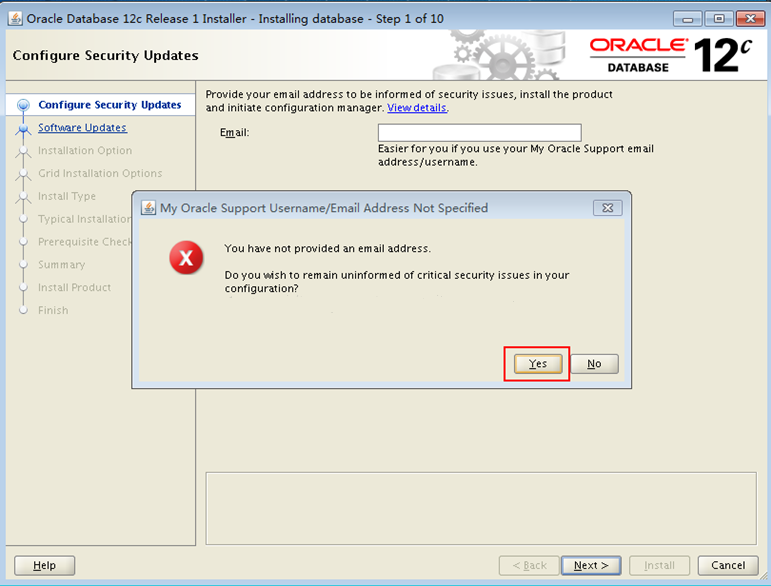 Oracle Database 12c Release 1 Installer - Installing database - Step 1 of 10
Configure Security Updates
ORACLE
DATABASE
12c
Configure Security Updates
Software Updates
Installation Option
Grid Installation Options
Install Type
Typical Installation
Prerequisite Check
Summary
Install Product
Finish
Provide your email address to be informed of security issues, install the product
and initiate configuration manager. View details.
Email:
Easier for you if you use your My Oracle Support email
address/username.
My Oracle Support Username/Email Address Not Specified
You have not provided an email address.
Do you wish to remain uninformed of critical security issues in your
configuration?
Yes
No
Help
< Back
Next >
Install
Cancel